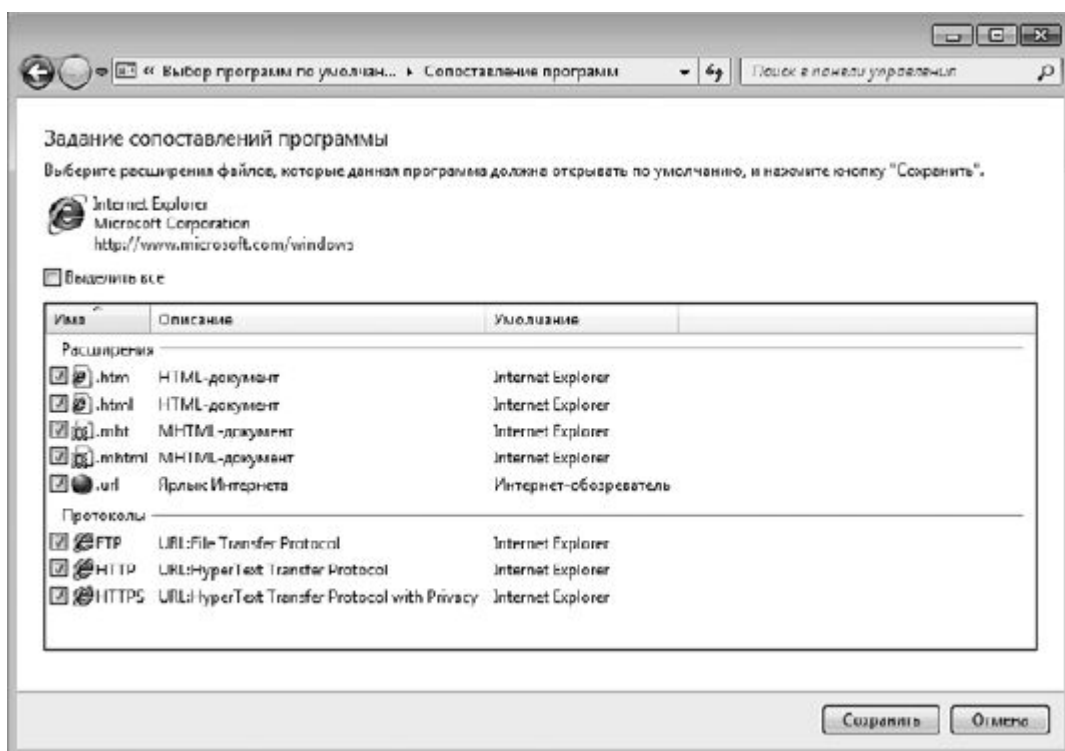 « Выбор программ по умолчан... Сопоставление программ Поиск в панели управления
Задание сопоставлений программы
Выберите расширения файлов, которые данная программа должна открывать по умолчанию, и нажмите кнопку "Сохранить".
Internet Explorer
Microsoft Corporation
http://www.microsoft.com/windows
Выделить все
Имя Описание Умолчание
Расширения
.htm HTML-документ Internet Explorer
.html HTML-документ Internet Explorer
.mht MHTML-документ Internet Explorer
.mhtml MHTML-документ Internet Explorer
.url Ярлык Интернета Интернет-обозреватель
Протоколы
FTP URL:File Transfer Protocol Internet Explorer
HTTP URL:HyperText Transfer Protocol Internet Explorer
HTTPS URL:HyperText Transfer Protocol with Privacy Internet Explorer
Сохранить Отмена